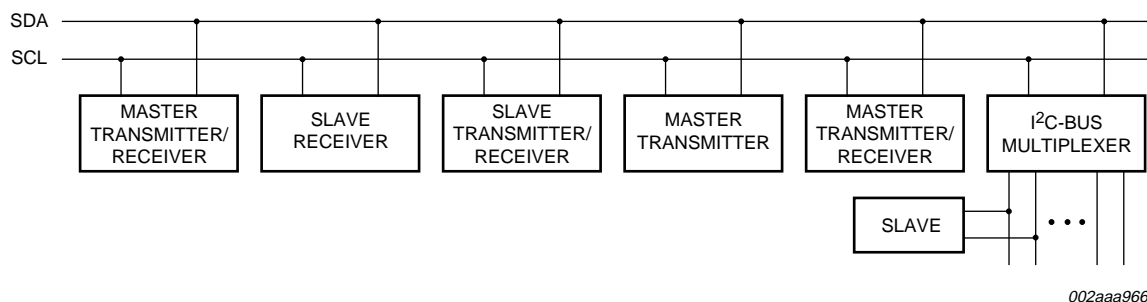 SDA
SCL
MASTER
TRANSMITTER/
RECEIVER
SLAVE
RECEIVER
SLAVE
TRANSMITTER/
RECEIVER
MASTER
TRANSMITTER
MASTER
TRANSMITTER/
RECEIVER
I²C-BUS
MULTIPLEXER
SLAVE
002aaa966